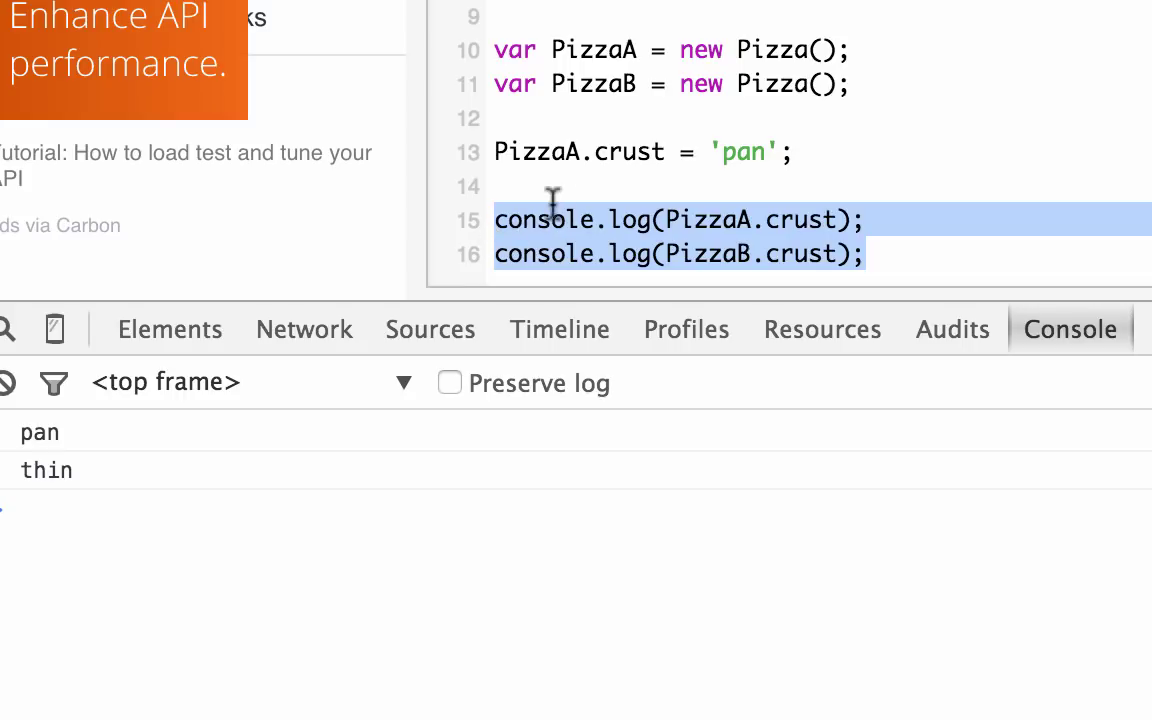 Enhance API
performance.
ks
utorial: How to load test and tune your
API
ds via Carbon
9
10 var PizzaA = new Pizza();
11 var PizzaB = new Pizza();
12
13 PizzaA.crust = 'pan';
14
15 console.log(PizzaA.crust);
16 console.log(PizzaB.crust);
Elements Network Sources Timeline Profiles Resources Audits Console
<top frame> ▼ Preserve log
pan
thin